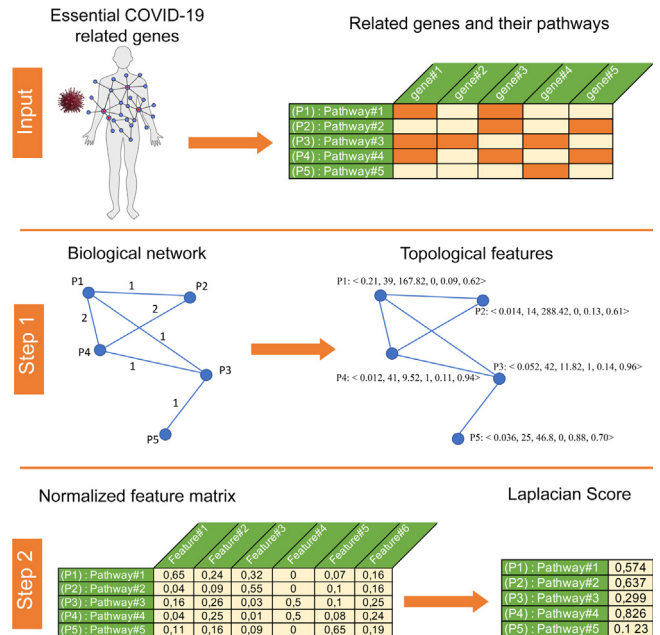 Essential COVID-19
related genes
Related genes and their pathways
Input
gene#1
gene#2
gene#3
gene#4
gene#5
(P1) : Pathway#1
(P2) : Pathway#2
(P3) : Pathway#3
(P4) : Pathway#4
(P5) : Pathway#5
Step 1
Biological network
P1
P2
P3
P4
P5
1
2
2
1
1
1
Topological features
P1: < 0.21, 39, 167.82, 0, 0.09, 0.62>
P2: < 0.014, 14, 288.42, 0, 0.13, 0.61>
P3: < 0.052, 42, 11.82, 1, 0.14, 0.96>
P4: < 0.012, 41, 9.52, 1, 0.11, 0.94>
P5: < 0.036, 25, 46.8, 0, 0.88, 0.70>
Step 2
Normalized feature matrix
Feature#1
Feature#2
Feature#3
Feature#4
Feature#5
Feature#6
(P1) : Pathway#1 0,65 0,24 0,32 0 0,07 0,16
(P2) : Pathway#2 0,04 0,09 0,55 0 0,1 0,16
(P3) : Pathway#3 0,16 0,26 0,03 0,5 0,1 0,25
(P4) : Pathway#4 0,04 0,25 0,01 0,5 0,08 0,24
(P5) : Pathway#5 0,11 0,16 0,09 0 0,65 0,19
Laplacian Score
(P1) : Pathway#1 0,574
(P2) : Pathway#2 0,637
(P3) : Pathway#3 0,299
(P4) : Pathway#4 0,826
(P5) : Pathway#5 0.1 23